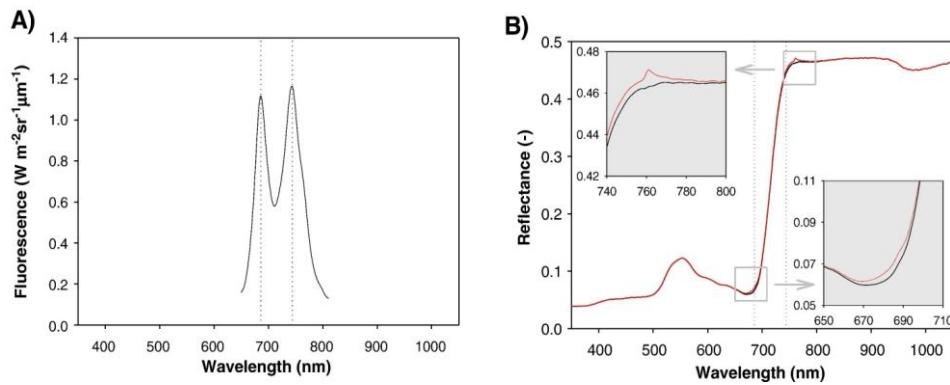 A)
1.4
1.2
1.0
0.8
0.6
0.4
0.2
0.0
Fluorescence (W m-2sr-1µm-1)
400 500 600 700 800 900 1000
Wavelength (nm)
B)
0.5
0.4
0.3
0.2
0.1
0.0
Reflectance (-)
0.48
0.46
0.44
0.42
740 760 780 800
0.11
0.09
0.07
0.05
650 670 690 710
400 500 600 700 800 900 1000
Wavelength (nm)